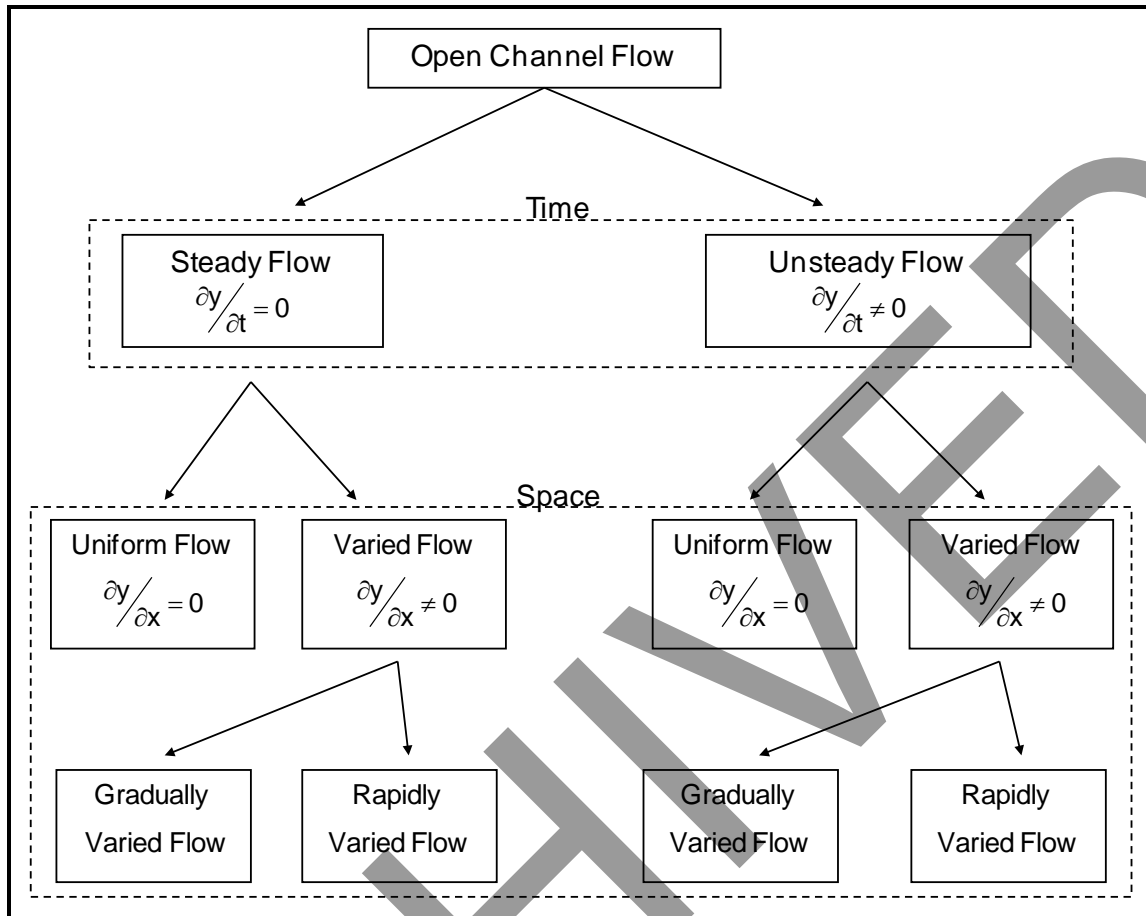 Open Channel Flow
Time
Steady Flow
∂y/∂t = 0
Unsteady Flow
∂y/∂t ≠ 0
Space
Uniform Flow
∂y/∂x = 0
Varied Flow
∂y/∂x ≠ 0
Uniform Flow
∂y/∂x = 0
Varied Flow
∂y/∂x ≠ 0
Gradually
Varied Flow
Rapidly
Varied Flow
Gradually
Varied Flow
Rapidly
Varied Flow